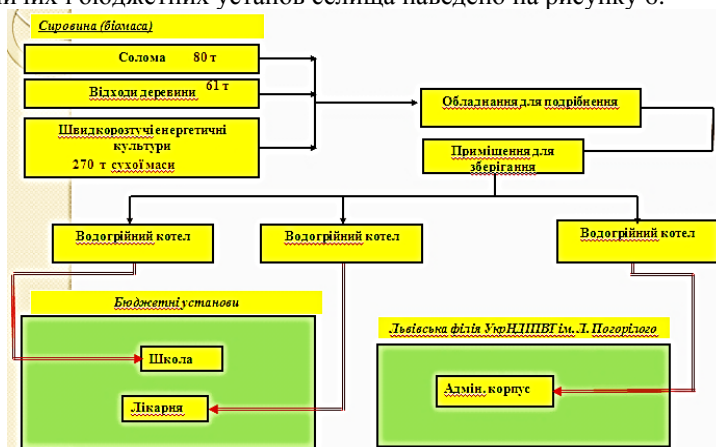 бюджетних установ селища наведено на рисунку
Сировина (біомаса)
Солома 80 т
Відходи деревини 61 т
Швидкорозтучі енергетичні
культури
270 т сухої маси
Обладнання для подрібнення
Приміщення для
зберігання
Водогрійний котел
Водогрійний котел
Водогрійний котел
Бюджетні установи
Школа
Лікарня
Львівська філія УкрНДІПВТ ім. Л. Погорілого
Адмін. корпус